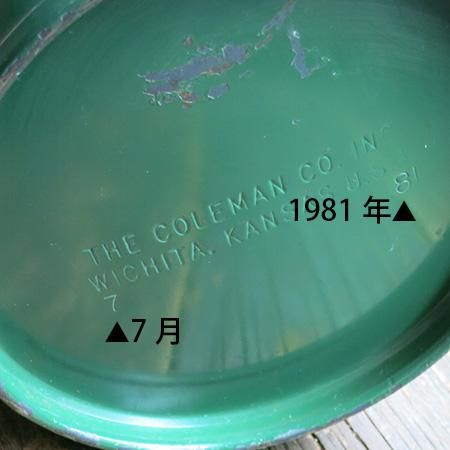 THE COLEMAN CO. INC
WICHITA, KANSAS U.S.A
7 81
1981 年▲
▲7 月